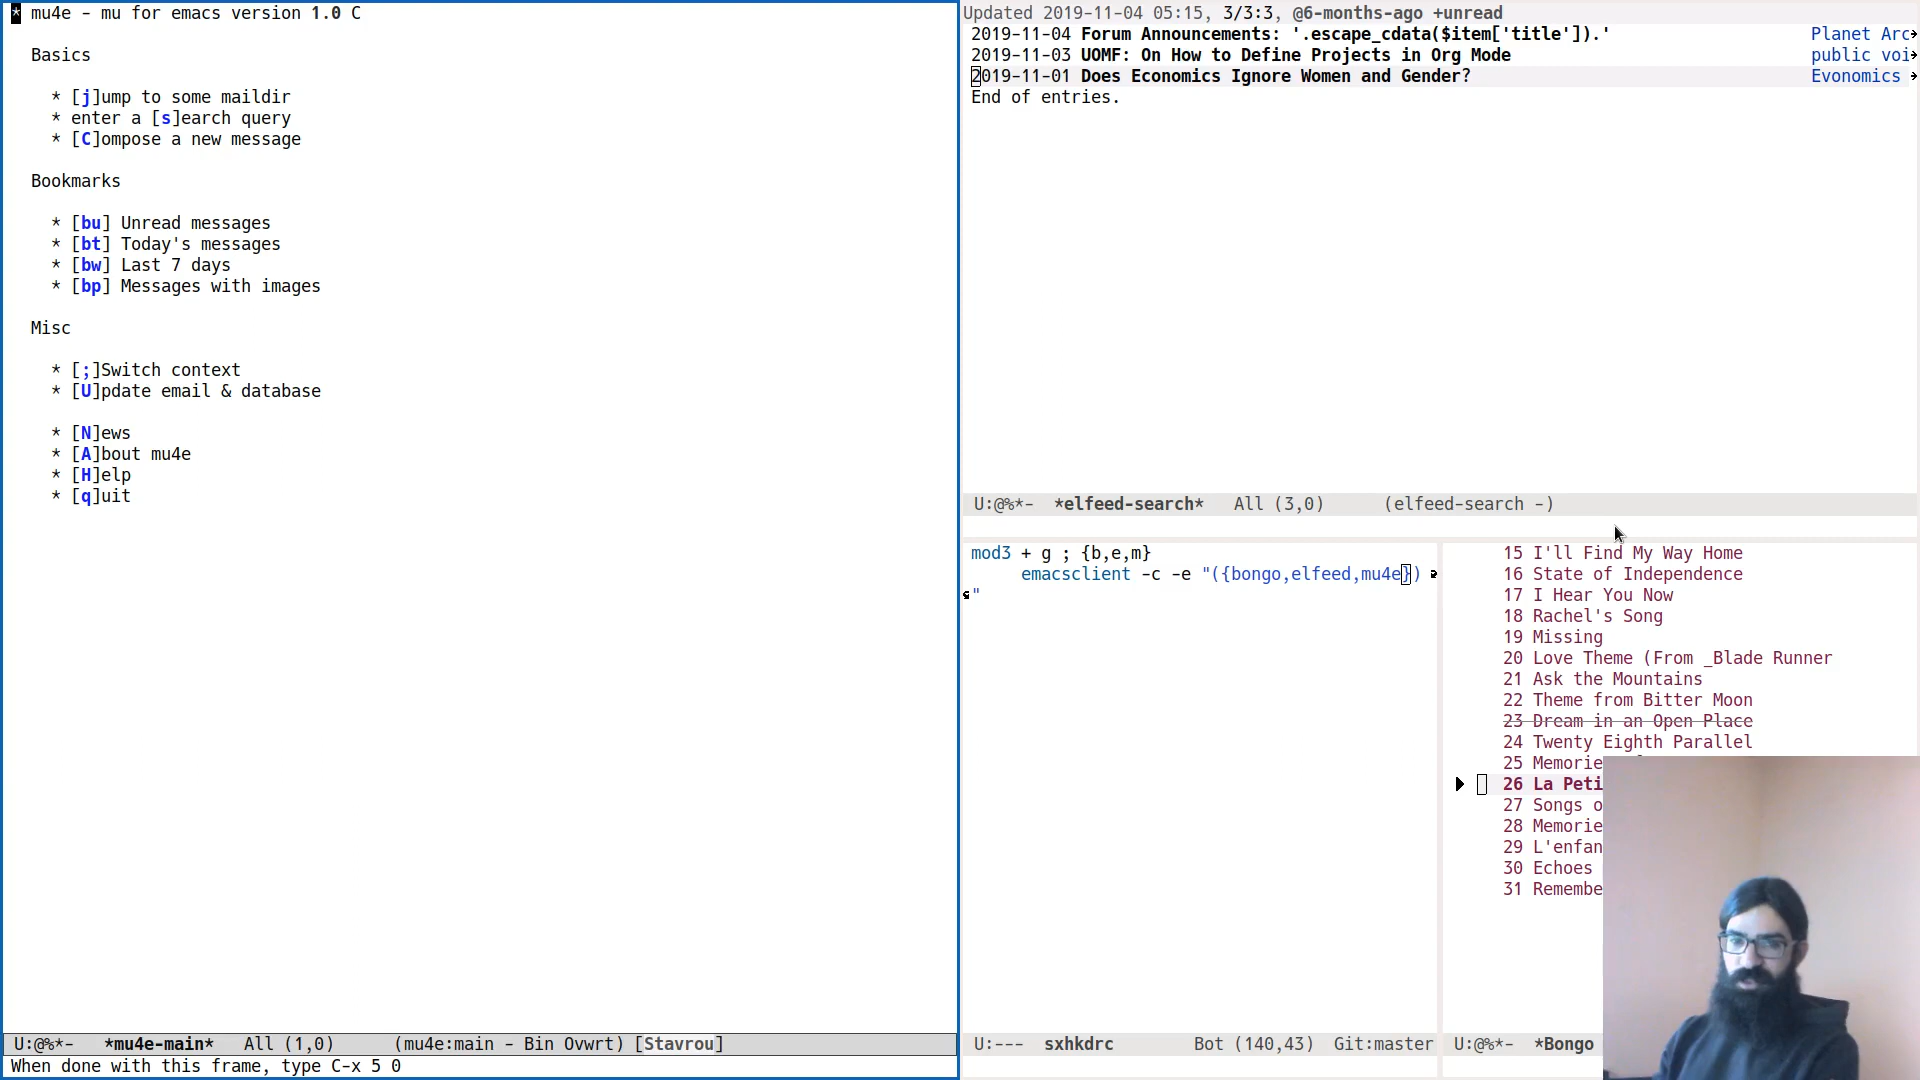 * mu4e - mu for emacs version 1.0 C
Basics
* [j]ump to some maildir
* enter a [s]earch query
* [C]ompose a new message
Bookmarks
* [bu] Unread messages
* [bt] Today's messages
* [bw] Last 7 days
* [bp] Messages with images
Misc
* [;]Switch context
* [U]pdate email & database
* [N]ews
* [A]bout mu4e
* [H]elp
* [q]uit
U:@%*- *mu4e-main* All (1,0) (mu4e:main - Bin Ovwrt) [Stavrou]
When done with this frame, type C-x 5 0
Updated 2019-11-04 05:15, 3/3:3, @6-months-ago +unread
2019-11-04 Forum Announcements: '.escape_cdata($item['title']).' Planet Arc
2019-11-03 UOMF: On How to Define Projects in Org Mode public voi
2019-11-01 Does Economics Ignore Women and Gender? Evonomics
End of entries.
U:@%*- *elfeed-search* All (3,0) (elfeed-search -)
mod3 + g ; {b,e,m}
emacsclient -c -e "({bongo,elfeed,mu4e})
"
U:--- sxhkdrc Bot (140,43) Git:master
15 I'll Find My Way Home
16 State of Independence
17 I Hear You Now
18 Rachel's Song
19 Missing
20 Love Theme (From _Blade Runner
21 Ask the Mountains
22 Theme from Bitter Moon
23 Dream in an Open Place
24 Twenty Eighth Parallel
25 Memorie
26 La Peti
27 Songs o
28 Memorie
29 L'enfan
30 Echoes
31 Remembe
U:@%*- *Bongo